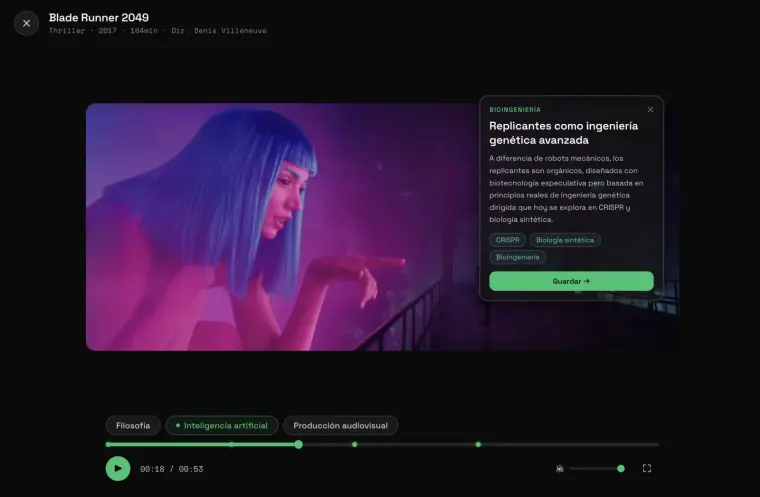 Blade Runner 2049
Thriller · 2017 · 164min · Dir. Denis Villeneuve
BIOINGENIERÍA
Replicantes como ingeniería
genética avanzada
A diferencia de robots mecánicos, los
replicantes son orgánicos, diseñados con
biotecnología especulativa pero basada en
principios reales de ingeniería genética
dirigida que hoy se explora en CRISPR y
biología sintética.
CRISPR Biología sintética
Bioingeniería
Guardar →
Filosofía Inteligencia artificial Producción audiovisual
00:18 / 00:53